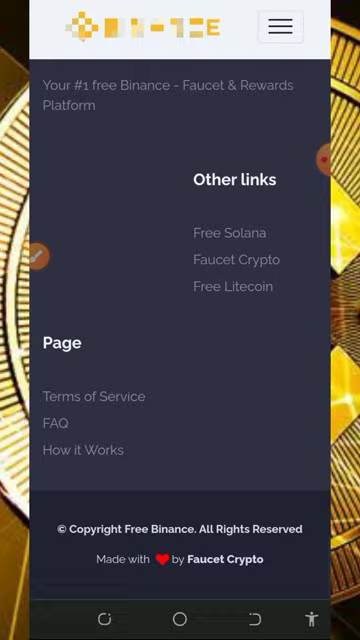 Your #1 free Binance - Faucet & Rewards
Platform
Other links
Free Solana
Faucet Crypto
Free Litecoin
Page
Terms of Service
FAQ
How it Works
© Copyright Free Binance. All Rights Reserved
Made with ❤ by Faucet Crypto